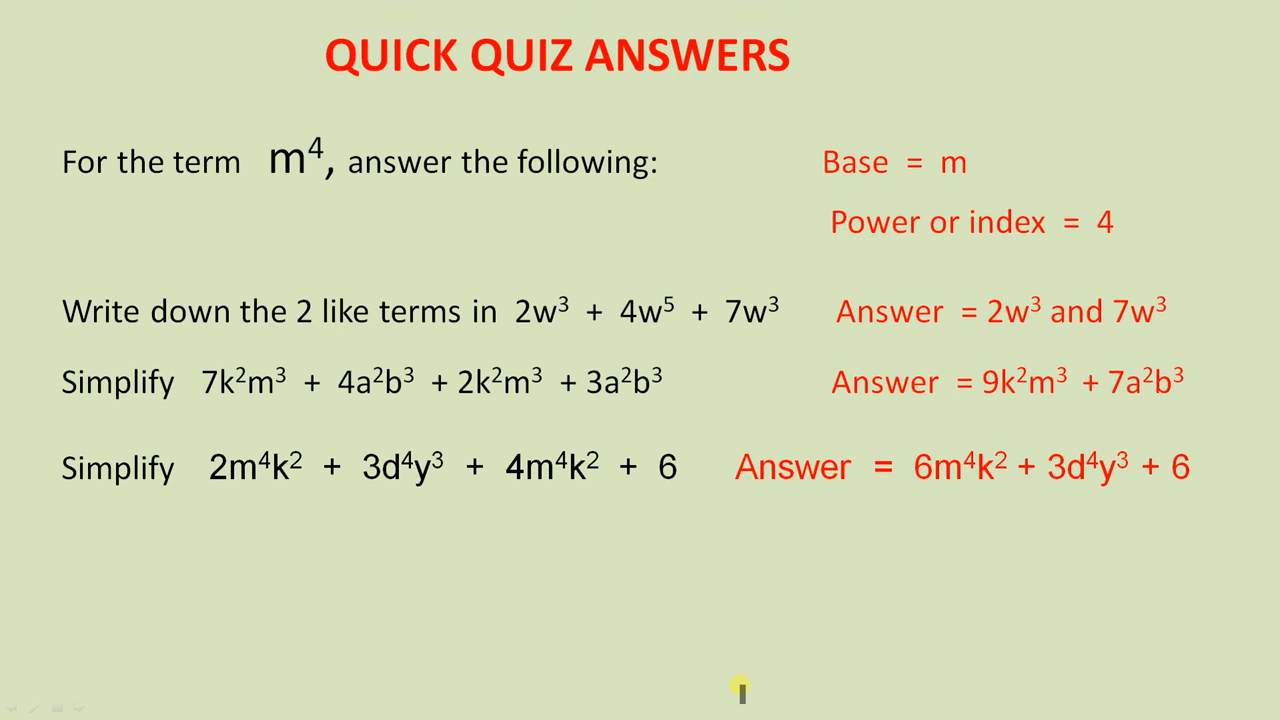 QUICK QUIZ ANSWERS
For the term m⁴, answer the following: Base = m
Power or index = 4
Write down the 2 like terms in 2w³ + 4w⁵ + 7w³ Answer = 2w³ and 7w³
Simplify 7k²m³ + 4a²b³ + 2k²m³ + 3a²b³ Answer = 9k²m³ + 7a²b³
Simplify 2m⁴k² + 3d⁴y³ + 4m⁴k² + 6 Answer = 6m⁴k² + 3d⁴y³ + 6